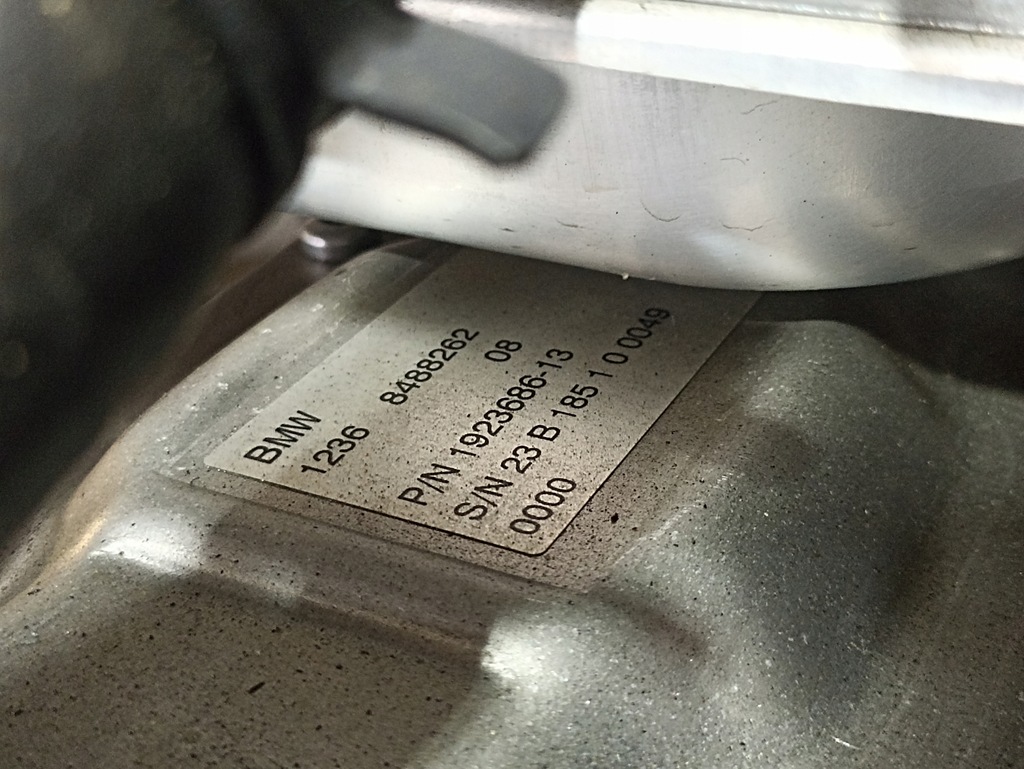 BMW 8488262
1236 08
P/N 1923686-13
S/N 23 B 185 1 0 0049
0000